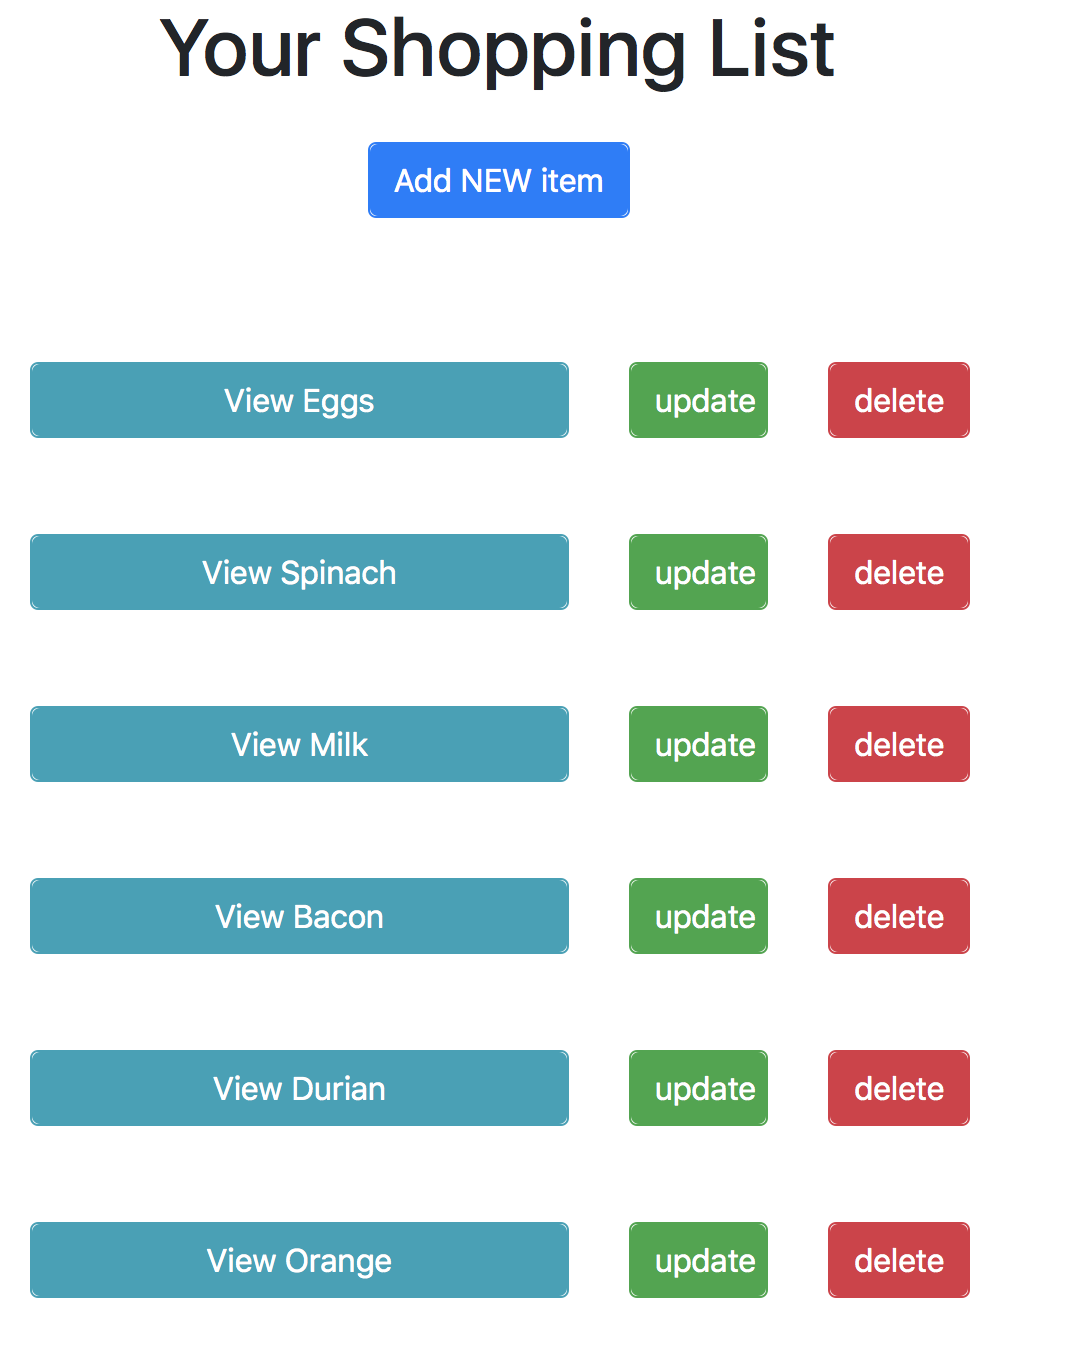 Your Shopping List
Add NEW item
View Eggs update delete
View Spinach update delete
View Milk update delete
View Bacon update delete
View Durian update delete
View Orange update delete